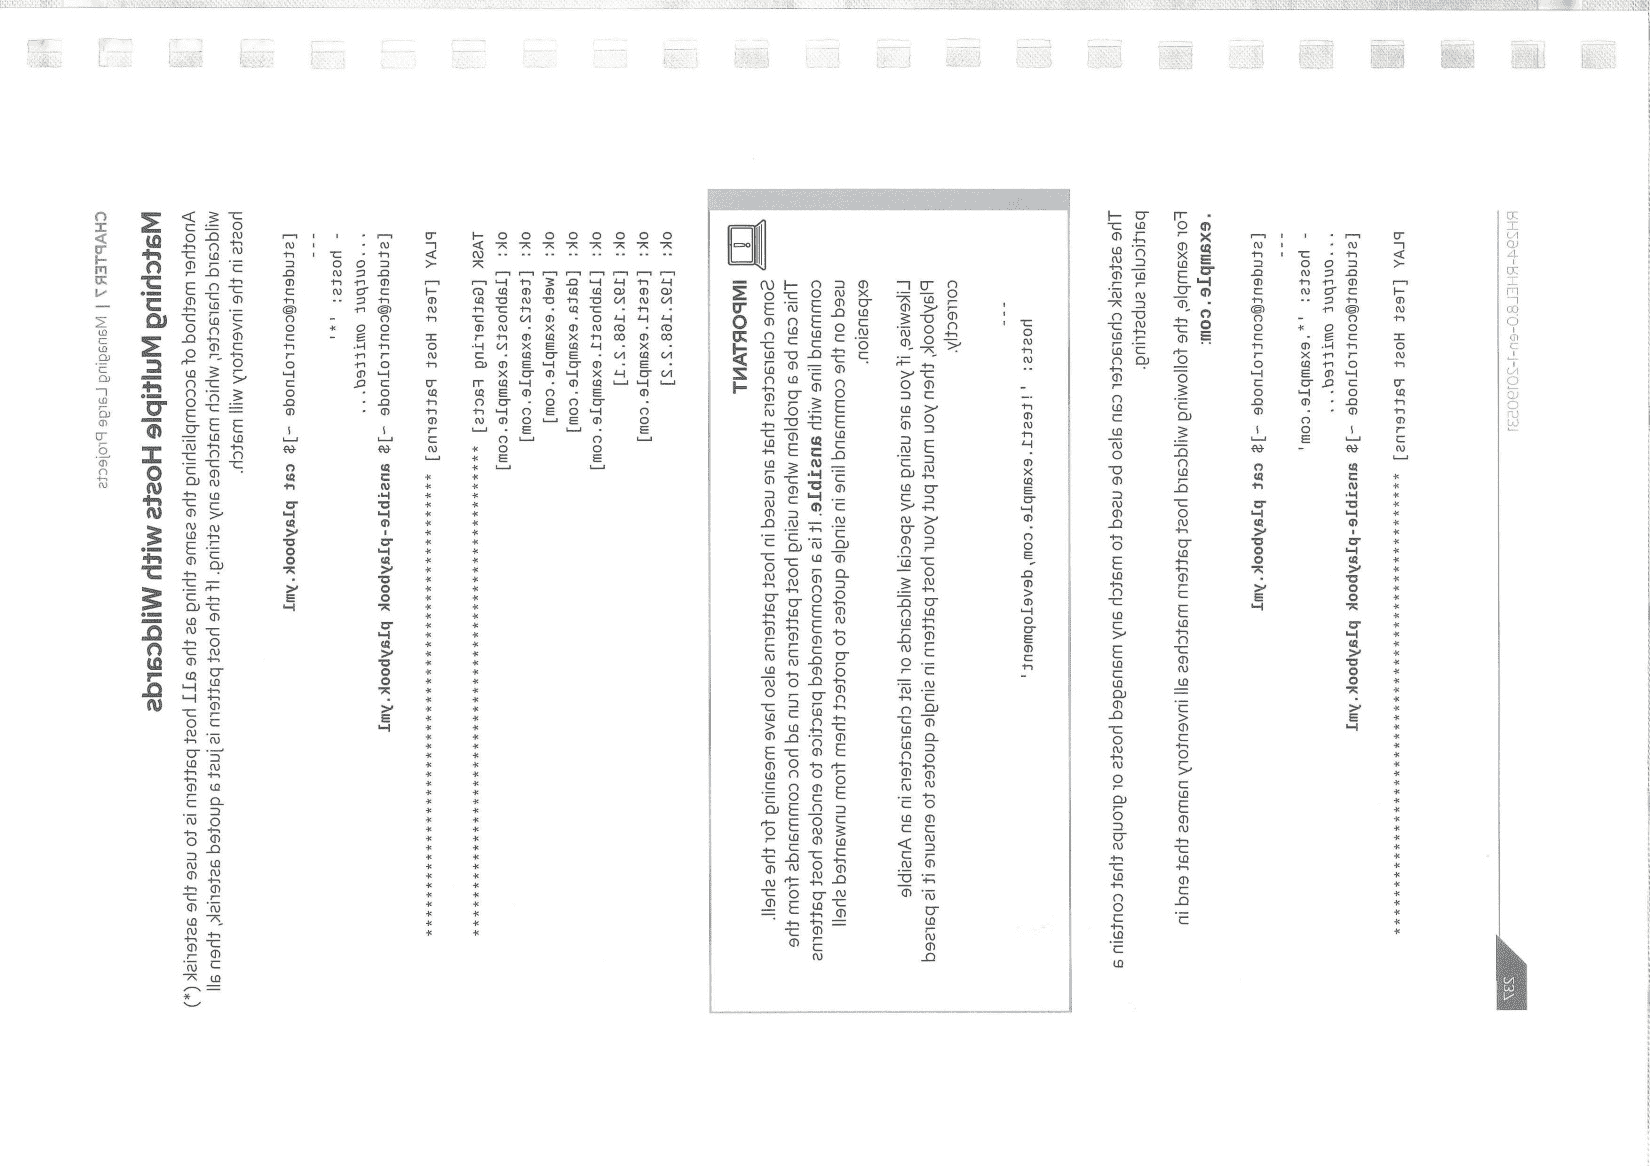 CHAPTER 7 | Managing Large Projects
Matching Multiple Hosts with Wildcards
Another method of accomplishing the same thing as the all host pattern is to use the asterisk (*)
wildcard character, which matches any string. If the host pattern is just a quoted asterisk, then all
hosts in the inventory will match.
[student@controlnode ~]$ cat playbook.yml
---
- hosts: '*'
...output omitted...
[student@controlnode ~]$ ansible-playbook playbook.yml
PLAY [Test Host Patterns] **********************************************************
TASK [Gathering Facts] *************************************************************
ok: [labhost2.example.com]
ok: [test2.example.com]
ok: [web.example.com]
ok: [data.example.com]
ok: [labhost1.example.com]
ok: [192.168.2.1]
ok: [test1.example.com]
ok: [192.168.2.2]
IMPORTANT
Some characters that are used in host patterns also have meaning for the shell.
This can be a problem when using host patterns to run ad hoc commands from the
command line with ansible. It is a recommended practice to enclose host patterns
used on the command line in single quotes to protect them from unwanted shell
expansion.
Likewise, if you are using any special wildcards or list characters in an Ansible
Playbook, then you must put your host pattern in single quotes to ensure it is parsed
correctly:
---
hosts: '!test1.example.com,development'
The asterisk character can also be used to match any managed hosts or groups that contain a
particular substring.
For example, the following wildcard host pattern matches all inventory names that end in
.example.com:
[student@controlnode ~]$ cat playbook.yml
---
- hosts: '*.example.com'
...output omitted...
[student@controlnode ~]$ ansible-playbook playbook.yml
PLAY [Test Host Patterns] **********************************************************
RH294-RHEL8.0-en-1-20190531
237